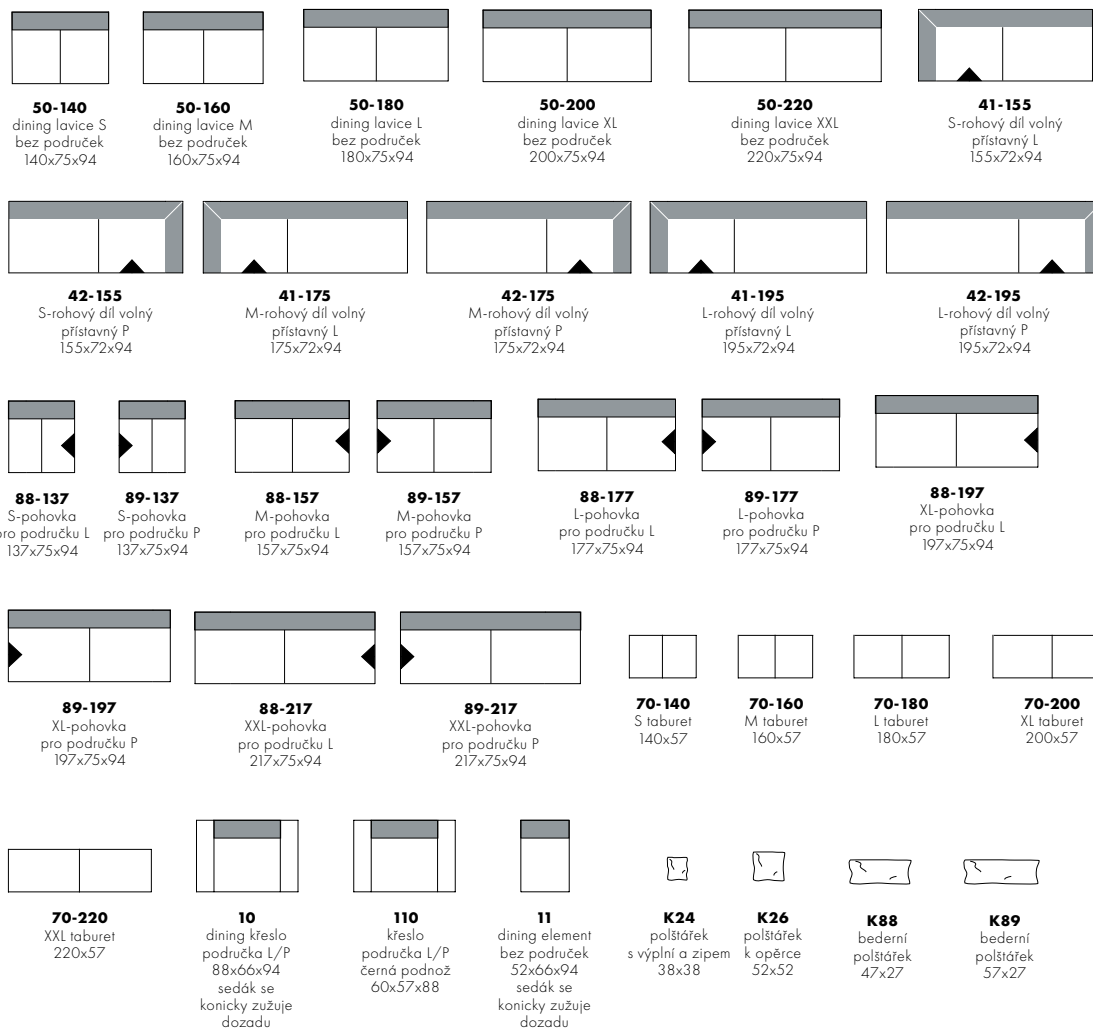 50-140
dining lavice S
bez područek
140x75x94
50-160
dining lavice M
bez područek
160x75x94
50-180
dining lavice L
bez područek
180x75x94
50-200
dining lavice XL
bez područek
200x75x94
50-220
dining lavice XXL
bez područek
220x75x94
41-155
S-rohový díl volný
přístavný L
155x72x94
42-155
S-rohový díl volný
přístavný P
155x72x94
41-175
M-rohový díl volný
přístavný L
175x72x94
42-175
M-rohový díl volný
přístavný P
175x72x94
41-195
L-rohový díl volný
přístavný L
195x72x94
42-195
L-rohový díl volný
přístavný P
195x72x94
88-137
S-pohovka
pro područku L
137x75x94
89-137
S-pohovka
pro područku P
137x75x94
88-157
M-pohovka
pro područku L
157x75x94
89-157
M-pohovka
pro područku P
157x75x94
88-177
L-pohovka
pro područku L
177x75x94
89-177
L-pohovka
pro područku P
177x75x94
88-197
XL-pohovka
pro područku L
197x75x94
89-197
XL-pohovka
pro područku P
197x75x94
88-217
XXL-pohovka
pro područku L
217x75x94
89-217
XXL-pohovka
pro područku P
217x75x94
70-140
S taburet
140x57
70-160
M taburet
160x57
70-180
L taburet
180x57
70-200
XL taburet
200x57
70-220
XXL taburet
220x57
10
dining křeslo
područka L/P
88x66x94
sedák se
konicky zužuje
dozadu
110
křeslo
područka L/P
černá podnož
60x57x88
11
dining element
bez područek
52x66x94
sedák se
konicky zužuje
dozadu
K24
polštářek
s výplní a zipem
38x38
K26
polštářek
k opěrce
52x52
K88
bederní
polštářek
47x27
K89
bederní
polštářek
57x27